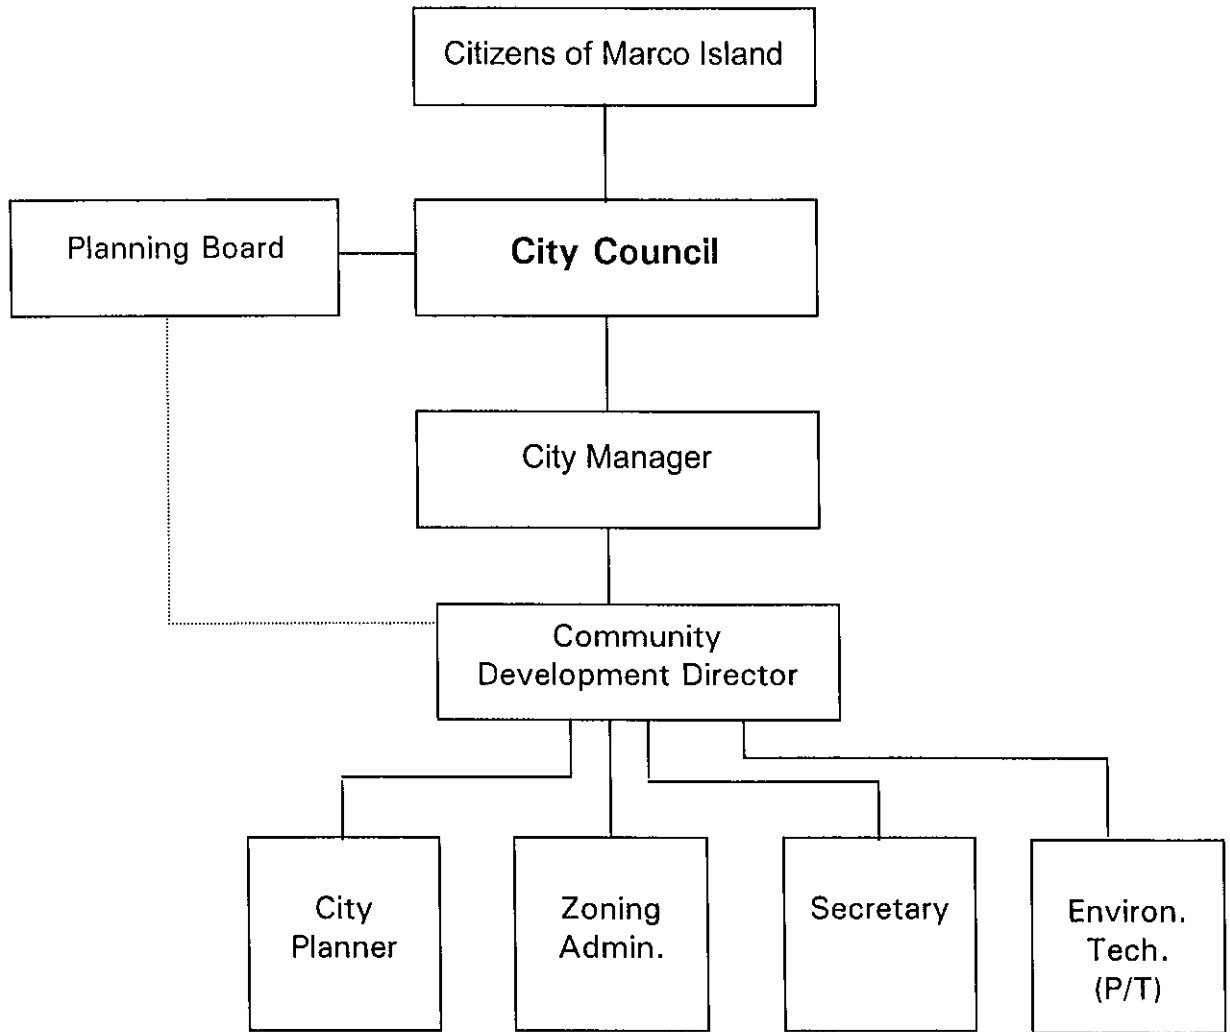 Citizens of Marco Island
Planning Board
City Council
City Manager
Community
Development Director
City
Planner
Zoning
Admin.
Secretary
Environ.
Tech.
(P/T)